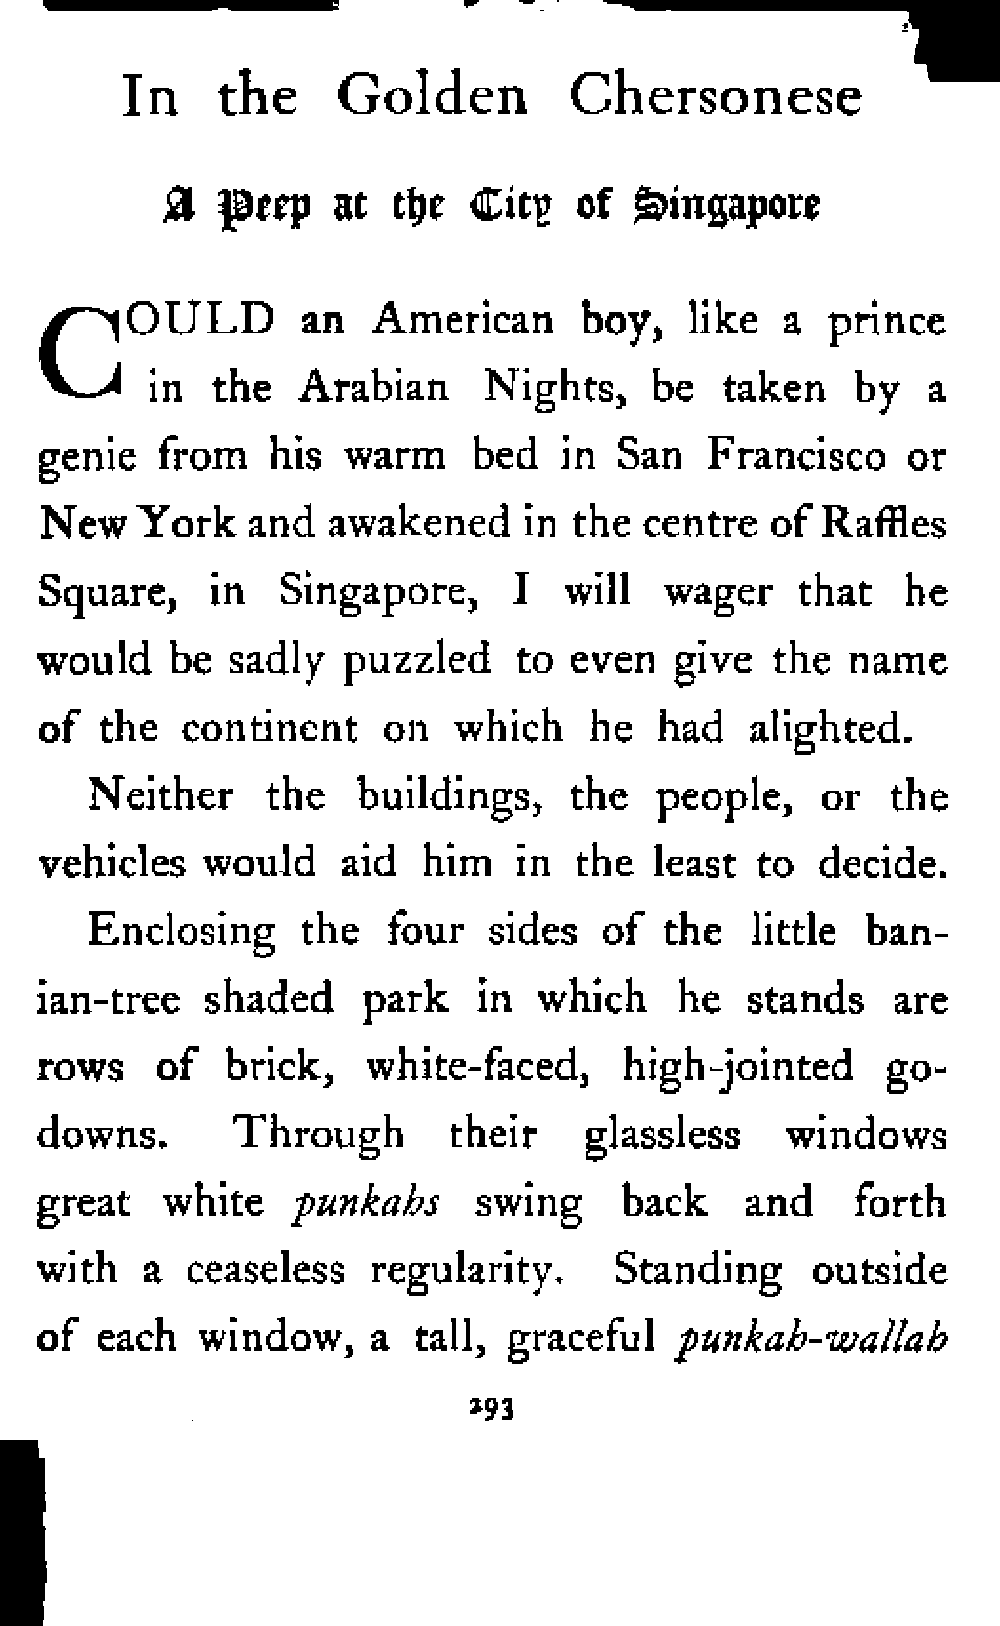 In the Golden Chersonese
A Peep at the City of Singapore
COULD an American boy, like a prince
in the Arabian Nights, be taken by a
genie from his warm bed in San Francisco or
New York and awakened in the centre of Raffles
Square, in Singapore, I will wager that he
would be sadly puzzled to even give the name
of the continent on which he had alighted.
Neither the buildings, the people, or the
vehicles would aid him in the least to decide.
Enclosing the four sides of the little ban-
ian-tree shaded park in which he stands are
rows of brick, white-faced, high-jointed go-
downs. Through their glassless windows
great white punkahs swing back and forth
with a ceaseless regularity. Standing outside
of each window, a tall, graceful punkah-wallah
293